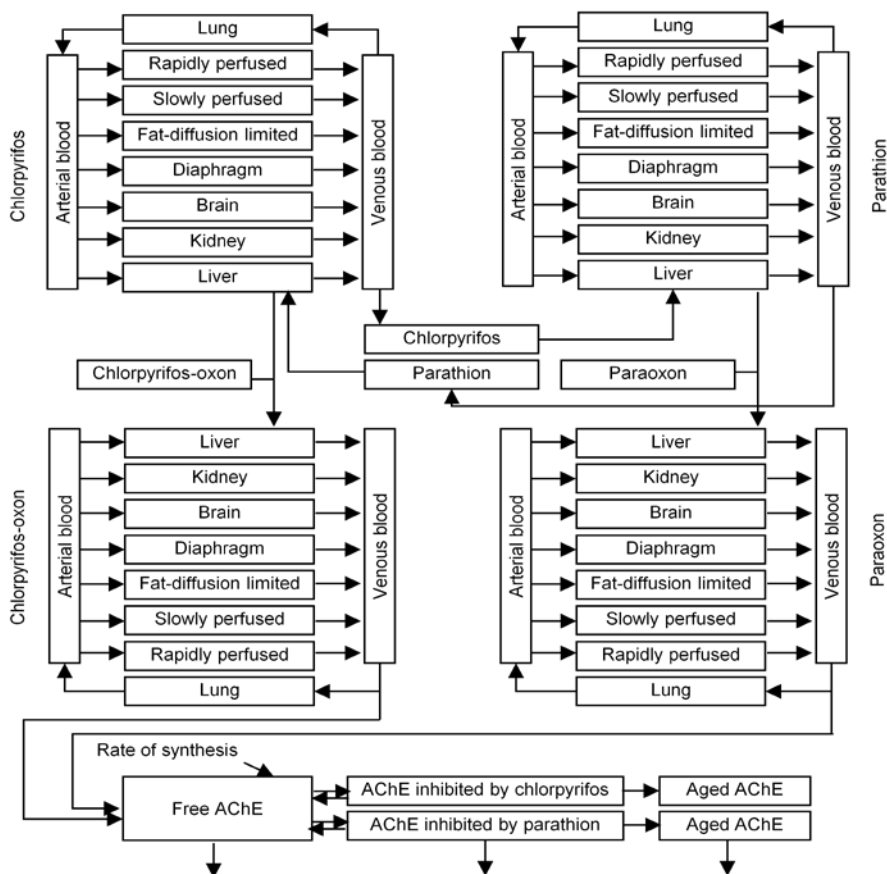 Lung
Rapidly perfused
Slowly perfused
Fat-diffusion limited
Diaphragm
Brain
Kidney
Liver
Arterial blood
Venous blood
Chlorpyrifos
Lung
Rapidly perfused
Slowly perfused
Fat-diffusion limited
Diaphragm
Brain
Kidney
Liver
Arterial blood
Venous blood
Parathion
Chlorpyrifos
Chlorpyrifos-oxon
Parathion
Paraoxon
Liver
Kidney
Brain
Diaphragm
Fat-diffusion limited
Slowly perfused
Rapidly perfused
Lung
Arterial blood
Venous blood
Chlorpyrifos-oxon
Liver
Kidney
Brain
Diaphragm
Fat-diffusion limited
Slowly perfused
Rapidly perfused
Lung
Arterial blood
Venous blood
Paraoxon
Rate of synthesis
Free AChE
AChE inhibited by chlorpyrifos
Aged AChE
AChE inhibited by parathion
Aged AChE